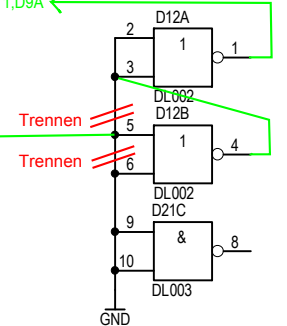 1,D9A
D12A
2
1
1
3
DL002
D12B
Trennen
5
1
4
Trennen
6
DL002
D21C
9
&
8
10
DL003
GND